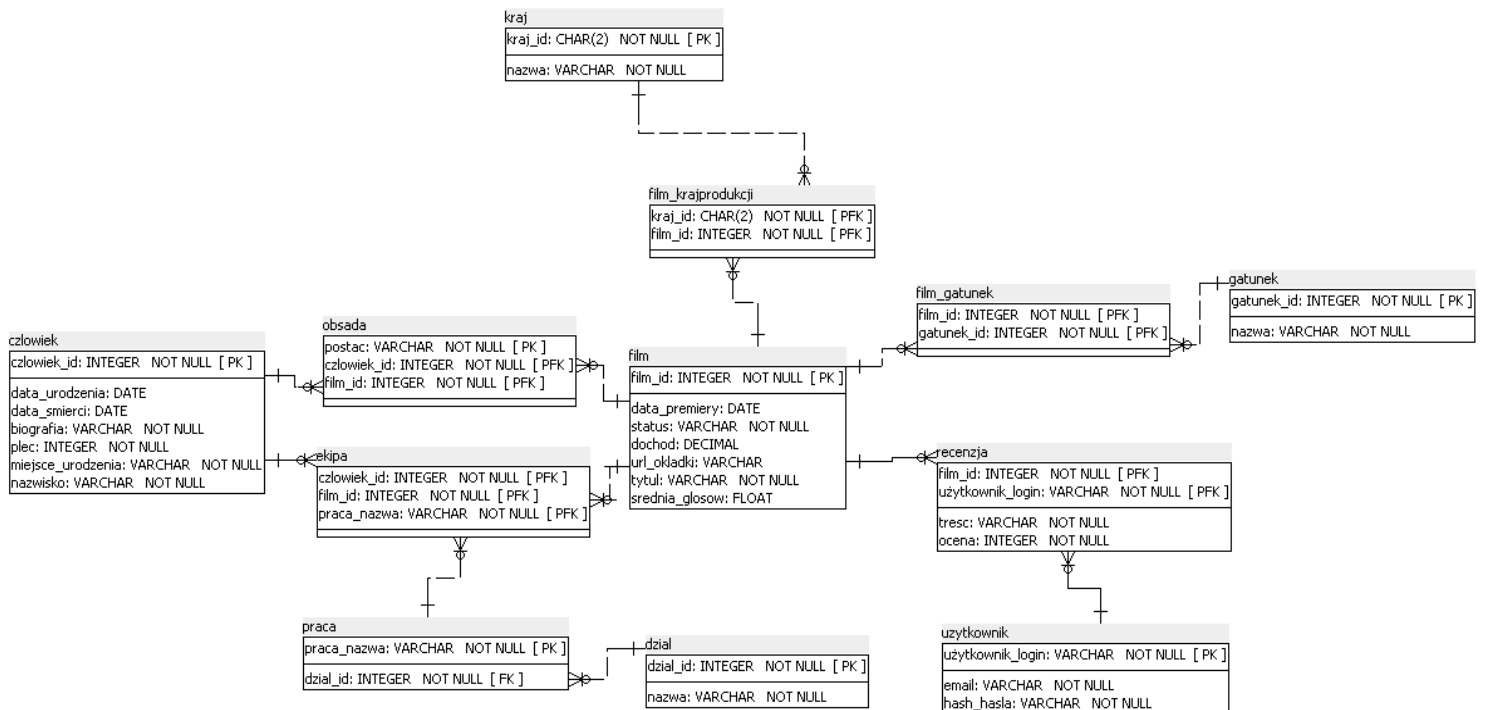 kraj
kraj_id: CHAR(2) NOT NULL [ PK ]
nazwa: VARCHAR NOT NULL
film_krajprodukcji
kraj_id: CHAR(2) NOT NULL [ PFK ]
film_id: INTEGER NOT NULL [ PFK ]
film_gatunek
film_id: INTEGER NOT NULL [ PFK ]
gatunek_id: INTEGER NOT NULL [ PFK ]
gatunek
gatunek_id: INTEGER NOT NULL [ PK ]
nazwa: VARCHAR NOT NULL
czlowiek
czlowiek_id: INTEGER NOT NULL [ PK ]
data_urodzenia: DATE
data_smierci: DATE
biografia: VARCHAR NOT NULL
plec: INTEGER NOT NULL
miejsce_urodzenia: VARCHAR NOT NULL
nazwisko: VARCHAR NOT NULL
obsada
postac: VARCHAR NOT NULL [ PK ]
czlowiek_id: INTEGER NOT NULL [ PFK ]
film_id: INTEGER NOT NULL [ PFK ]
film
film_id: INTEGER NOT NULL [ PK ]
data_premiery: DATE
status: VARCHAR NOT NULL
dochod: DECIMAL
url_okladki: VARCHAR
tytul: VARCHAR NOT NULL
srednia_glosow: FLOAT
ekipa
czlowiek_id: INTEGER NOT NULL [ PFK ]
film_id: INTEGER NOT NULL [ PFK ]
praca_nazwa: VARCHAR NOT NULL [ PFK ]
recenzja
film_id: INTEGER NOT NULL [ PFK ]
użytkownik_login: VARCHAR NOT NULL [ PFK ]
tresc: VARCHAR NOT NULL
ocena: INTEGER NOT NULL
praca
praca_nazwa: VARCHAR NOT NULL [ PK ]
dzial_id: INTEGER NOT NULL [ FK ]
dzial
dzial_id: INTEGER NOT NULL [ PK ]
nazwa: VARCHAR NOT NULL
uzytkownik
użytkownik_login: VARCHAR NOT NULL [ PK ]
email: VARCHAR NOT NULL
hash_hasla: VARCHAR NOT NULL